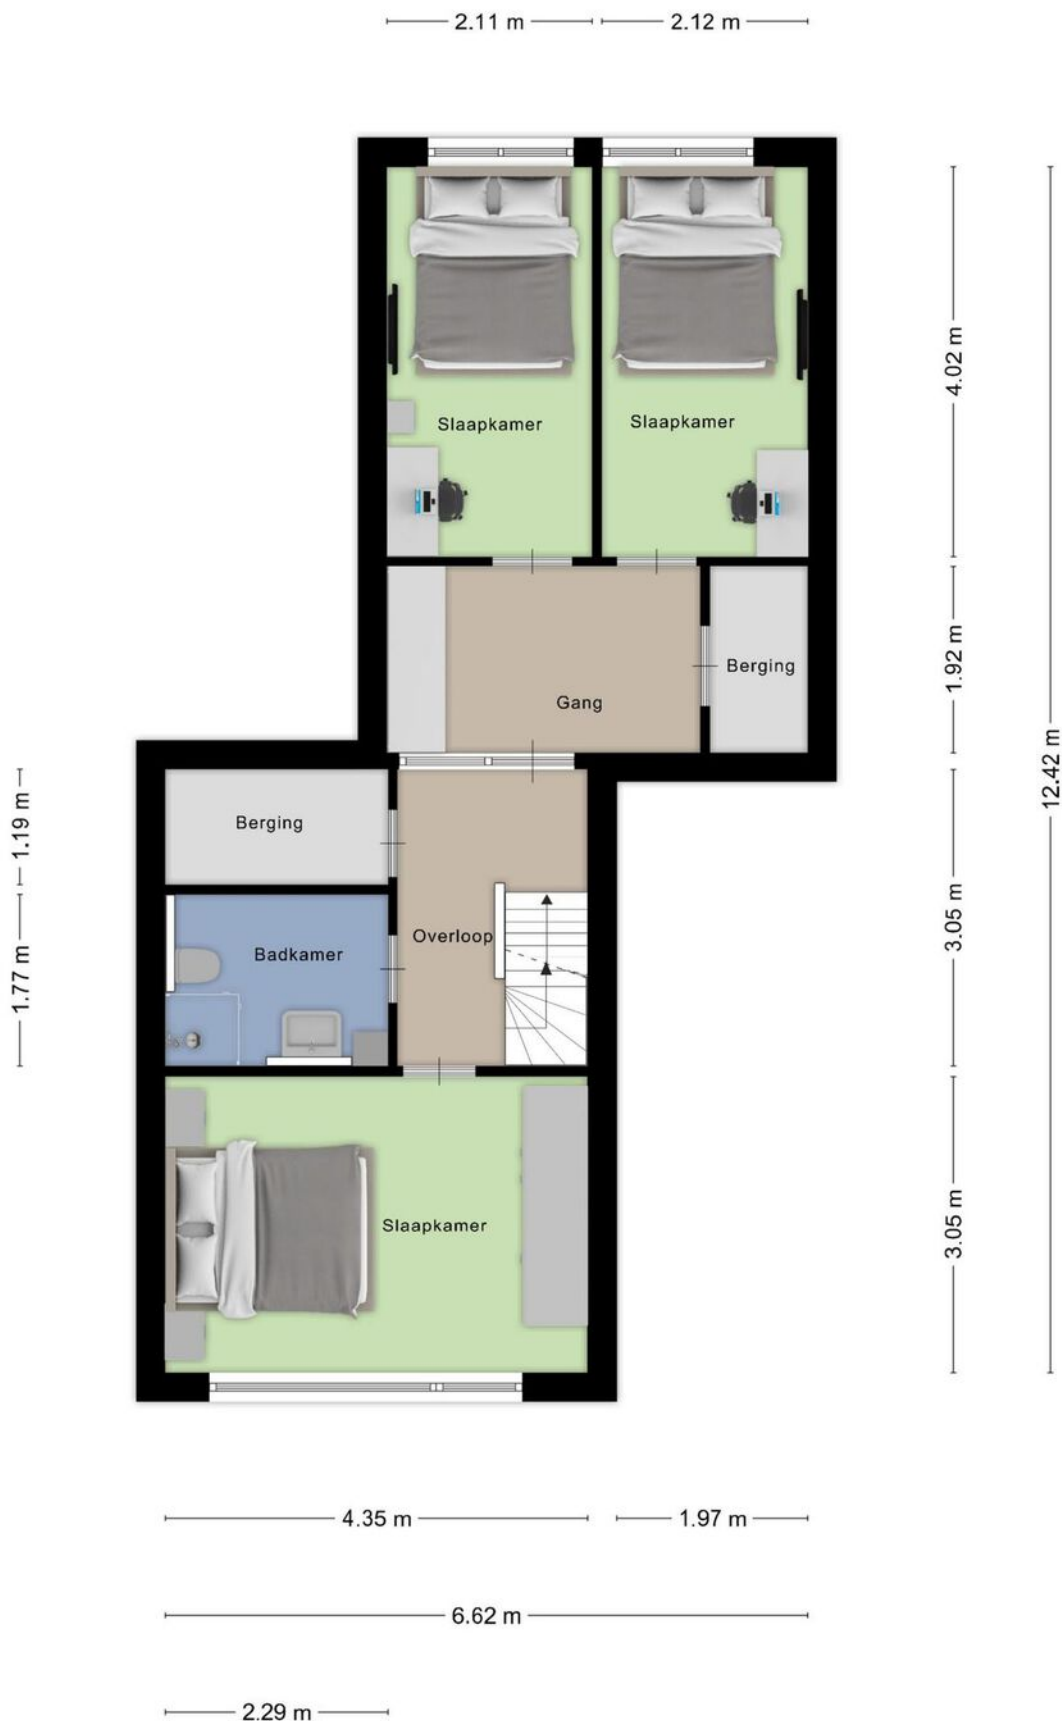 2.11 m
2.12 m
4.02 m
Slaapkamer
Slaapkamer
1.92 m
Berging
Gang
12.42 m
1.19 m
Berging
3.05 m
Overloop
Badkamer
1.77 m
3.05 m
Slaapkamer
4.35 m
1.97 m
6.62 m
2.29 m